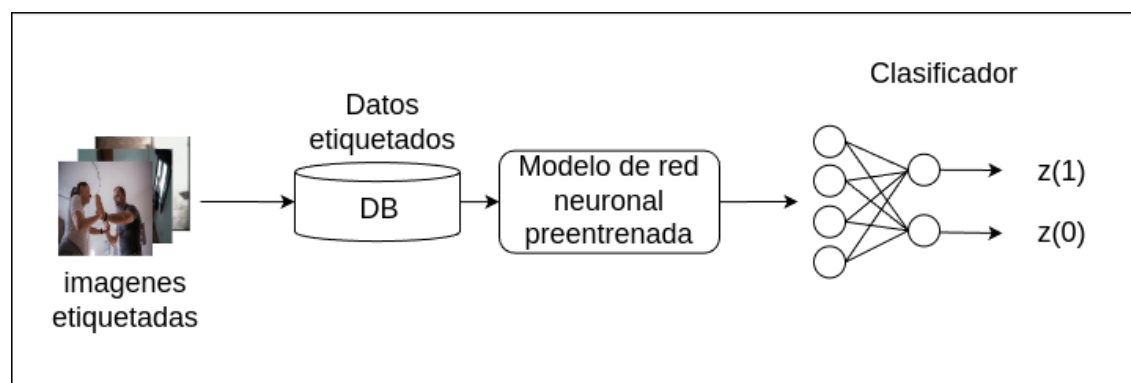 imagenes
etiquetadas
Datos
etiquetados
DB
Modelo de red
neuronal
preentrenada
Clasificador
z(1)
z(0)